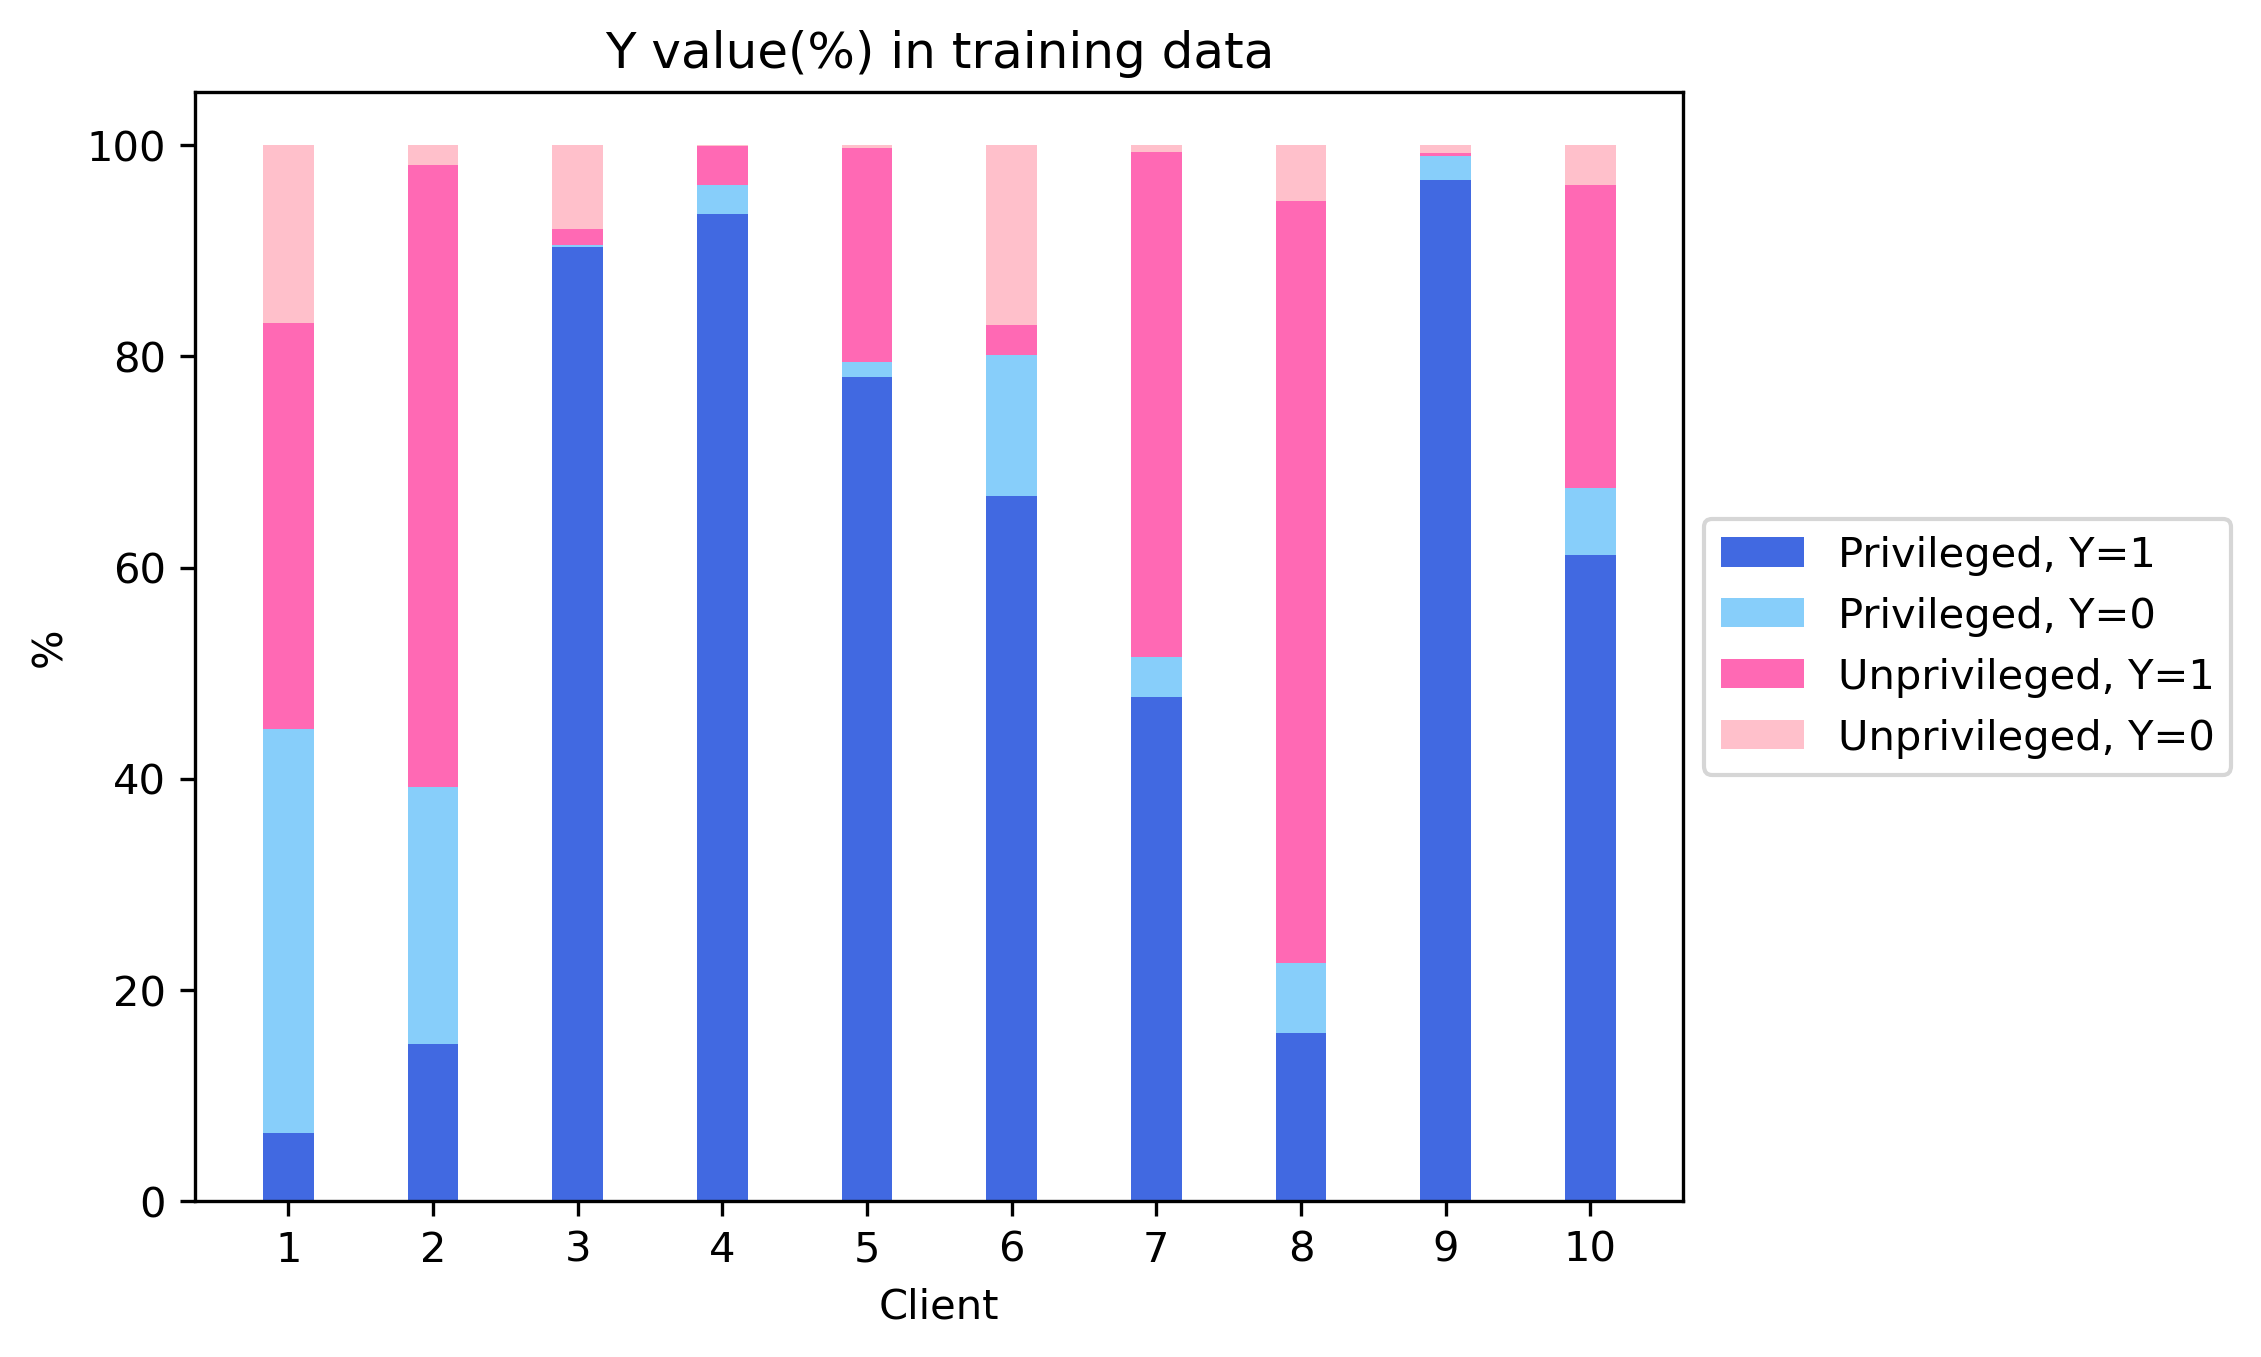 Y value(%) in training data
100
80
60
40
20
0
%
1 2 3 4 5 6 7 8 9 10
Client
Privileged, Y=1
Privileged, Y=0
Unprivileged, Y=1
Unprivileged, Y=0